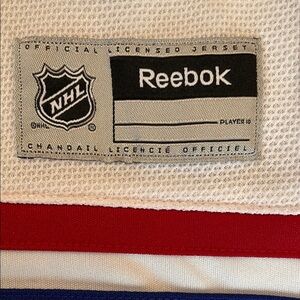 OFFICIAL LICENSED JERSEY
NHL
Reebok
PLAYER ID
©NHL
CHANDAIL LICENCIÉ OFFICIEL